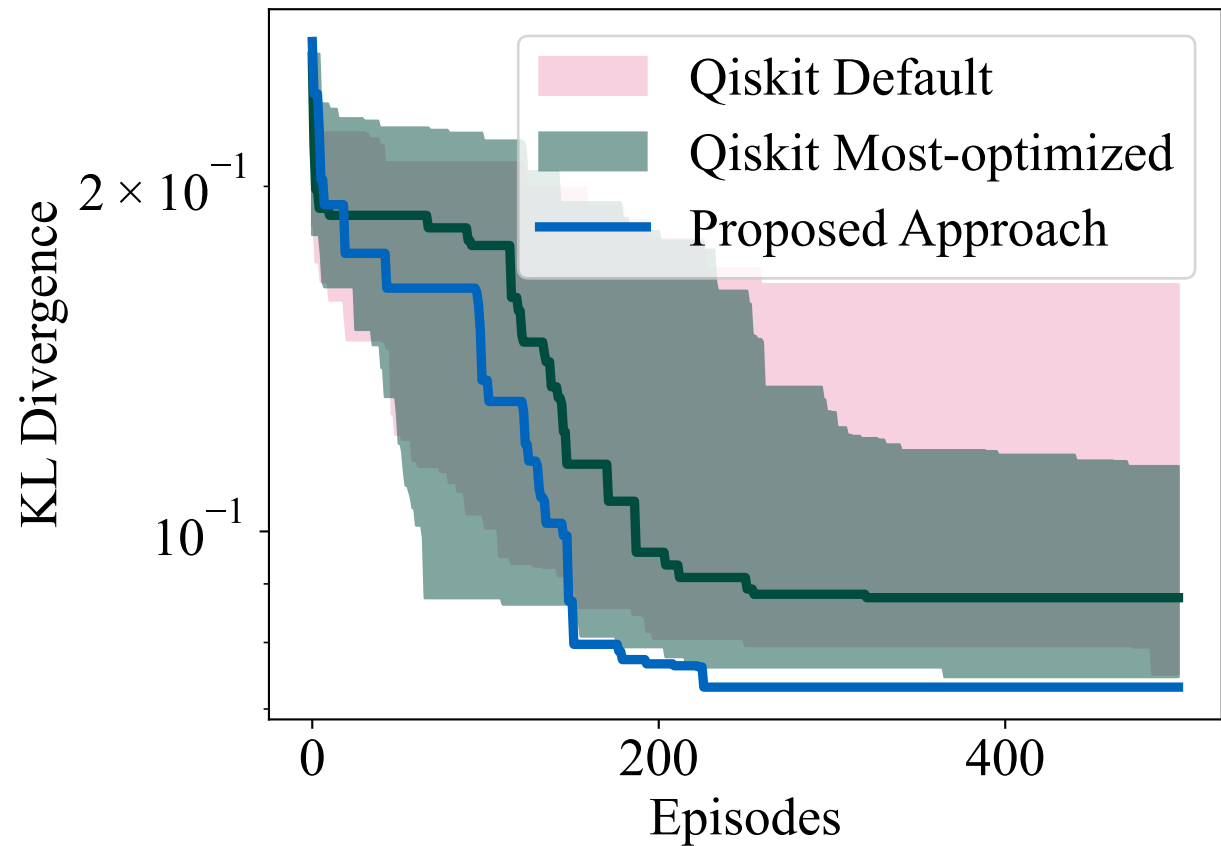 Qiskit Default
Qiskit Most-optimized
Proposed Approach
KL Divergence
2 × 10⁻¹
10⁻¹
0 200 400
Episodes